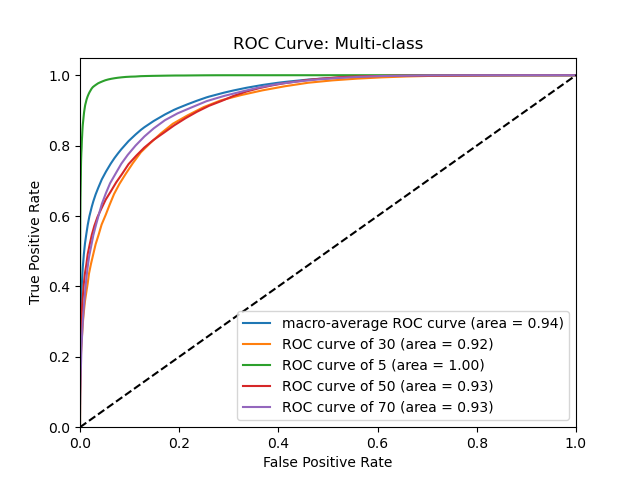 ROC Curve: Multi-class
True Positive Rate
1.0
0.8
0.6
0.4
0.2
0.0
macro-average ROC curve (area = 0.94)
ROC curve of 30 (area = 0.92)
ROC curve of 5 (area = 1.00)
ROC curve of 50 (area = 0.93)
ROC curve of 70 (area = 0.93)
0.0 0.2 0.4 0.6 0.8 1.0
False Positive Rate